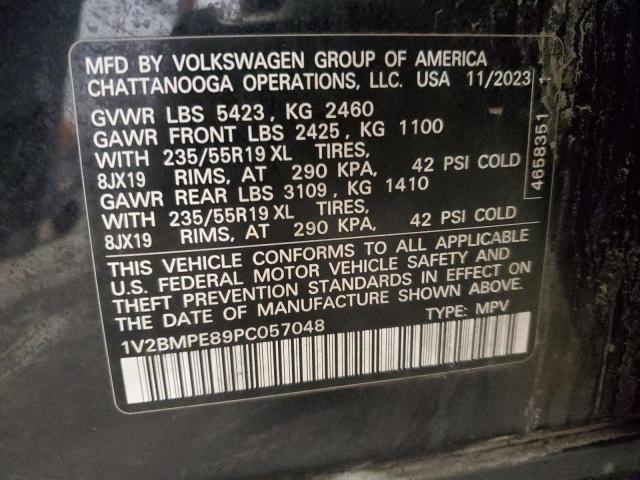 MFD BY VOLKSWAGEN GROUP OF AMERICA
CHATTANOOGA OPERATIONS, LLC. USA 11/2023
GVWR LBS 5423, KG 2460
GAWR FRONT LBS 2425, KG 1100
WITH 235/55R19 XL TIRES,
8JX19 RIMS, AT 290 KPA, 42 PSI COLD
GAWR REAR LBS 3109, KG 1410
WITH 235/55R19 XL TIRES,
8JX19 RIMS, AT 290 KPA, 42 PSI COLD
THIS VEHICLE CONFORMS TO ALL APPLICABLE
U.S. FEDERAL MOTOR VEHICLE SAFETY AND
THEFT PREVENTION STANDARDS IN EFFECT ON
THE DATE OF MANUFACTURE SHOWN ABOVE.
1V2BMPE89PC057048 TYPE: MPV
4658351 1